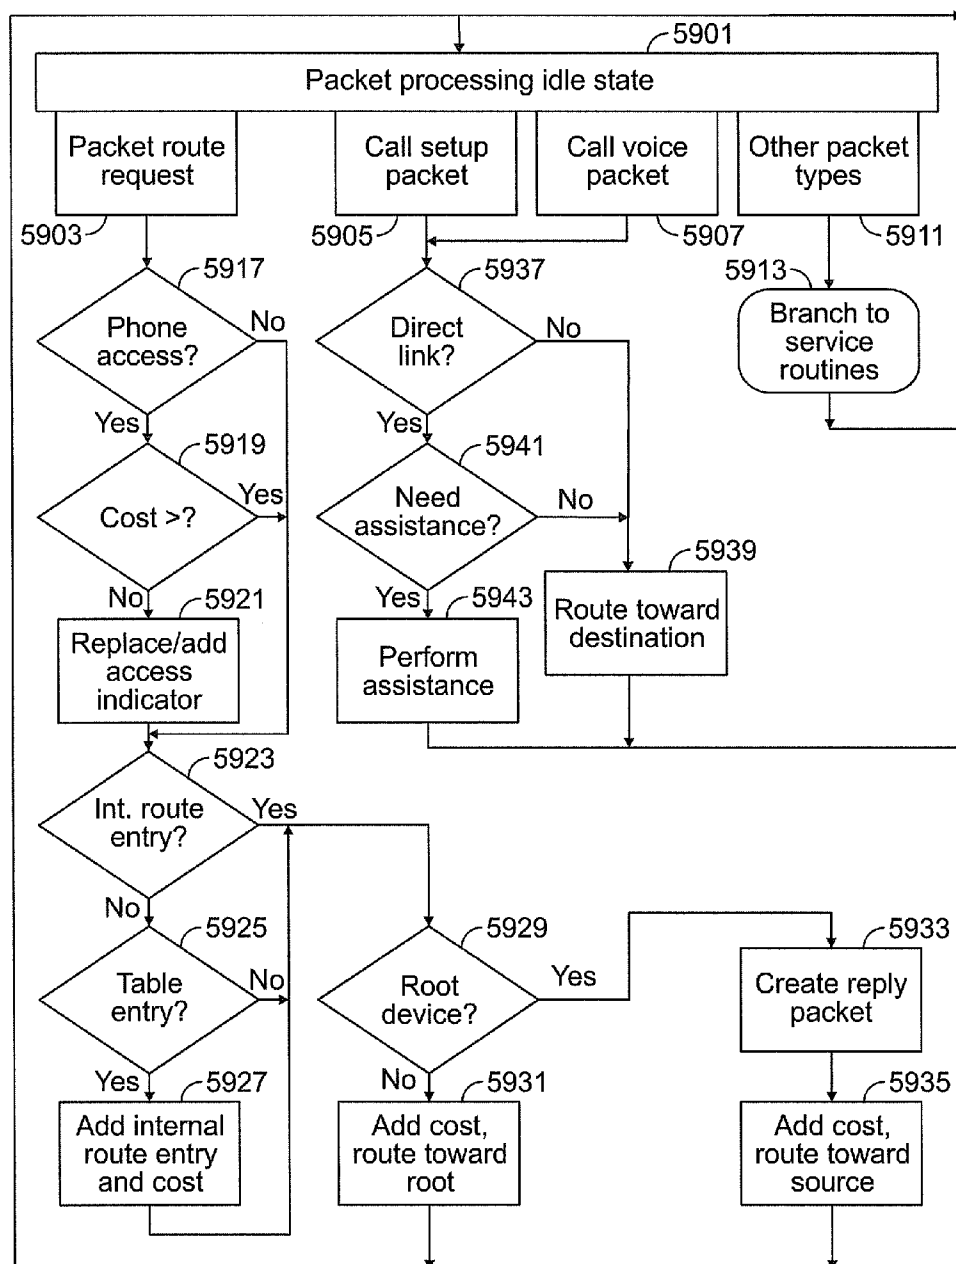 5901
Packet processing idle state
Packet route
request
Call setup
packet
Call voice
packet
Other packet
types
5903
5905
5907
5911
5917
5937
5913
Phone
access?
No
Direct
link?
No
Branch to
service
routines
Yes
5919
Yes
5941
Cost >?
Yes
Need
assistance?
No
No
5921
Yes
5943
5939
Replace/add
access
indicator
Perform
assistance
Route toward
destination
5923
Int. route
entry?
Yes
No
5925
5929
5933
Table
entry?
No
Root
device?
Yes
Create reply
packet
Yes
5927
No
5931
5935
Add internal
route entry
and cost
Add cost,
route toward
root
Add cost,
route toward
source